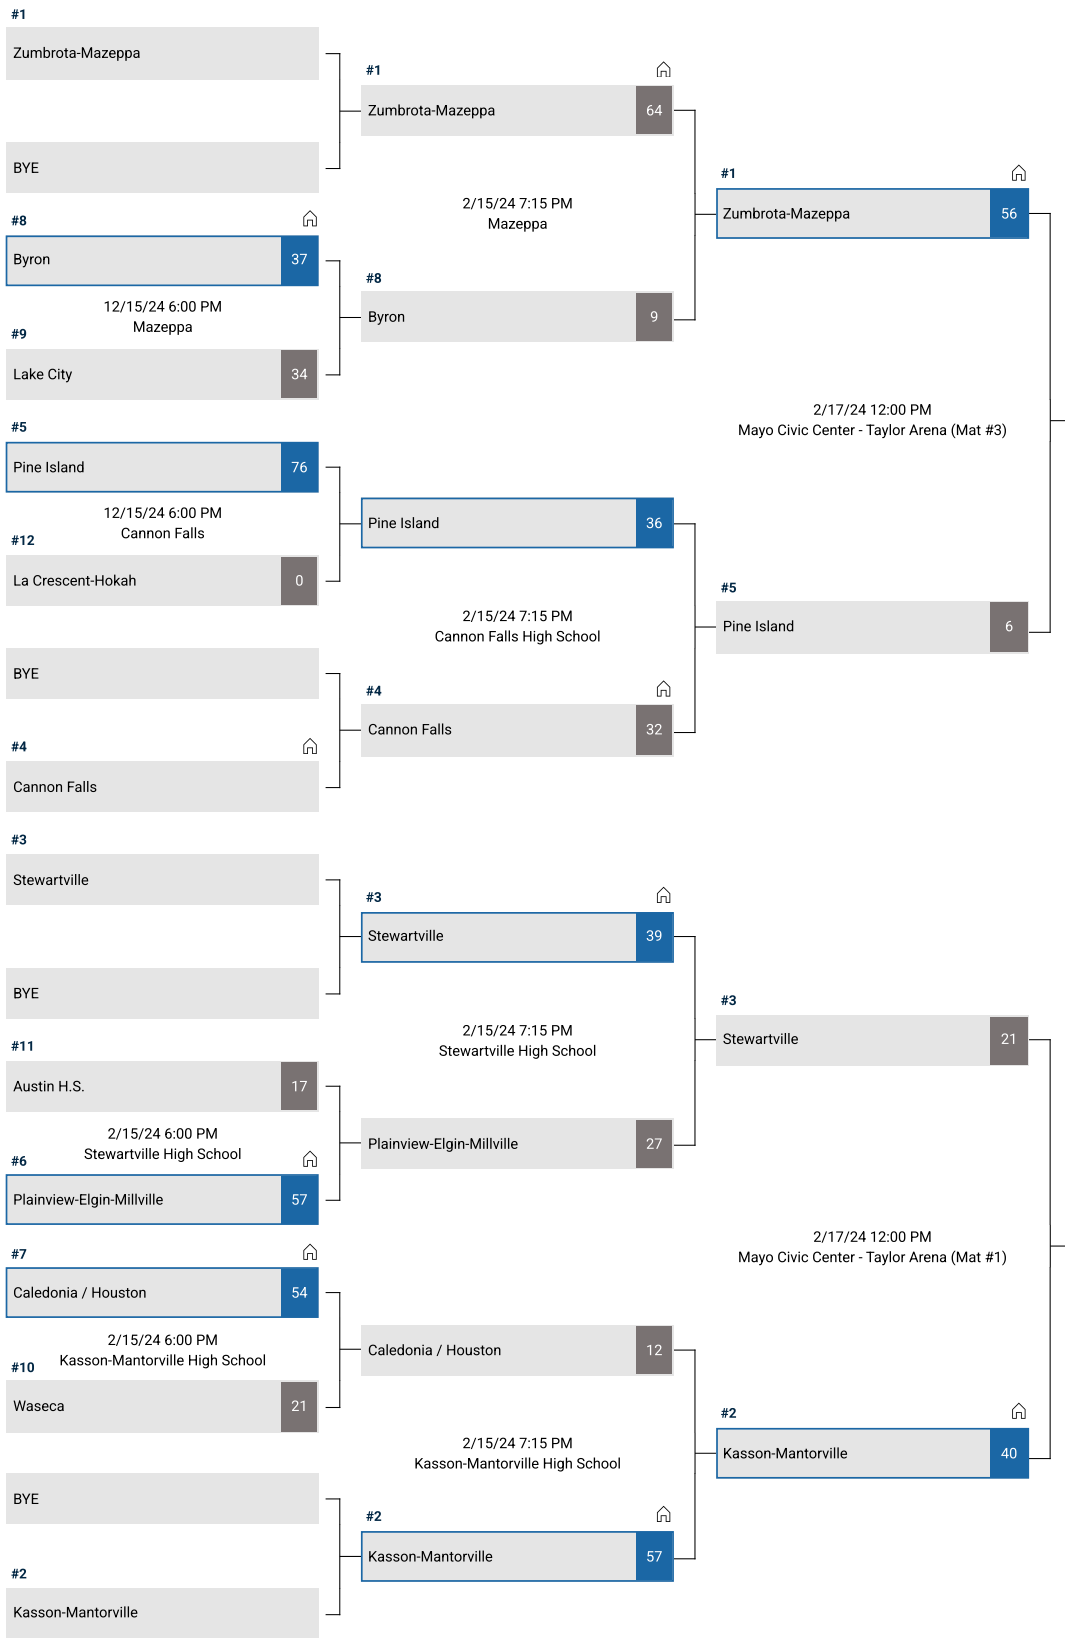 #1
Zumbrota-Mazeppa
BYE
#8
Byron
37
12/15/24 6:00 PM
Mazeppa
#9
Lake City
34
#5
Pine Island
76
12/15/24 6:00 PM
Cannon Falls
#12
La Crescent-Hokah
0
BYE
#4
Cannon Falls
#3
Stewartville
BYE
#11
Austin H.S.
17
2/15/24 6:00 PM
Stewartville High School
#6
Plainview-Elgin-Millville
57
#7
Caledonia / Houston
54
2/15/24 6:00 PM
Kasson-Mantorville High School
#10
Waseca
21
BYE
#2
Kasson-Mantorville
#1
Zumbrota-Mazeppa
64
2/15/24 7:15 PM
Mazeppa
#8
Byron
9
Pine Island
36
2/15/24 7:15 PM
Cannon Falls High School
#4
Cannon Falls
32
#3
Stewartville
39
2/15/24 7:15 PM
Stewartville High School
Plainview-Elgin-Millville
27
Caledonia / Houston
12
2/15/24 7:15 PM
Kasson-Mantorville High School
#2
Kasson-Mantorville
57
#1
Zumbrota-Mazeppa
56
2/17/24 12:00 PM
Mayo Civic Center - Taylor Arena (Mat #3)
#5
Pine Island
6
#3
Stewartville
21
2/17/24 12:00 PM
Mayo Civic Center - Taylor Arena (Mat #1)
#2
Kasson-Mantorville
40